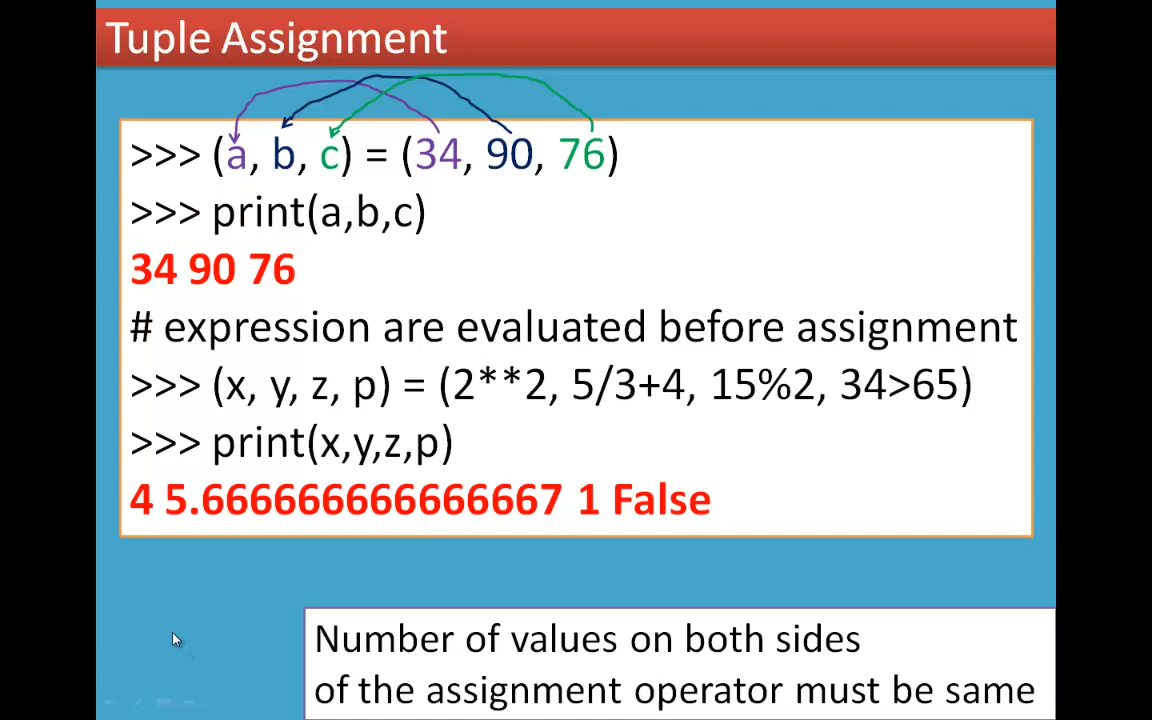 Tuple Assignment
>>> (a, b, c) = (34, 90, 76)
>>> print(a,b,c)
34 90 76
# expression are evaluated before assignment
>>> (x, y, z, p) = (2**2, 5/3+4, 15%2, 34>65)
>>> print(x,y,z,p)
4 5.666666666666667 1 False
Number of values on both sides
of the assignment operator must be same